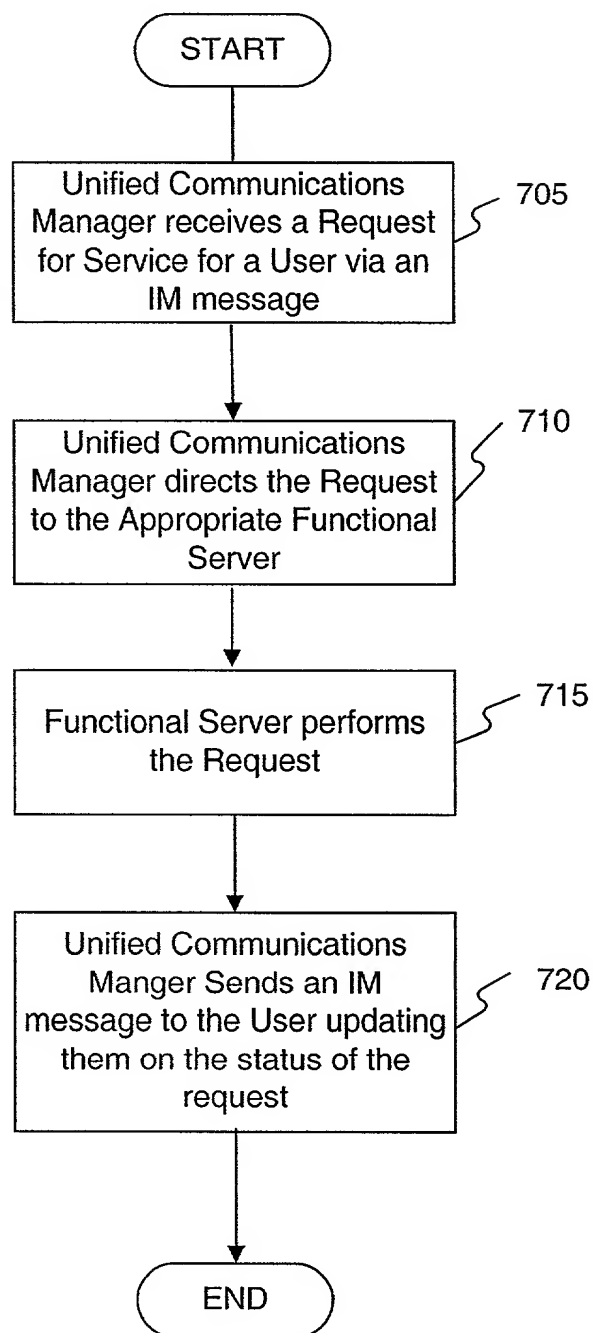 START
Unified Communications
Manager receives a Request
for Service for a User via an
IM message
705
Unified Communications
Manager directs the Request
to the Appropriate Functional
Server
710
Functional Server performs
the Request
715
Unified Communications
Manger Sends an IM
message to the User updating
them on the status of the
request
720
END